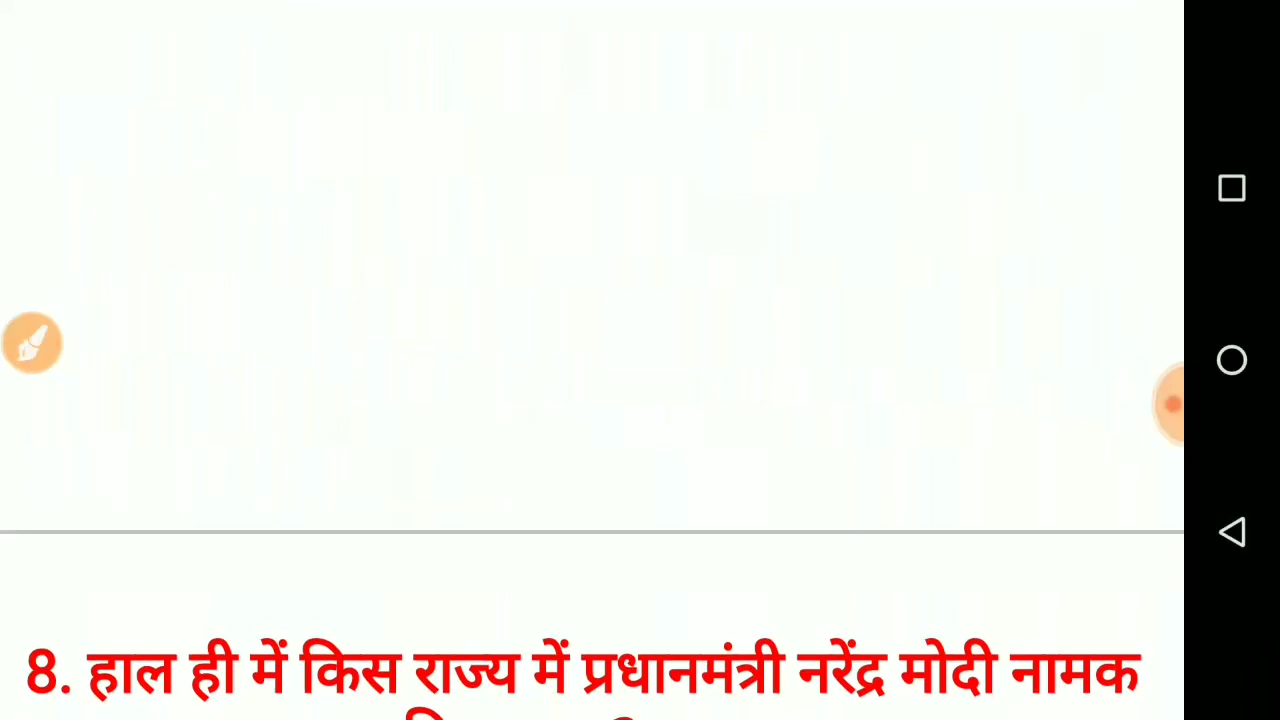 8. हाल ही में किस राज्य में प्रधानमंत्री नरेंद्र मोदी नामक